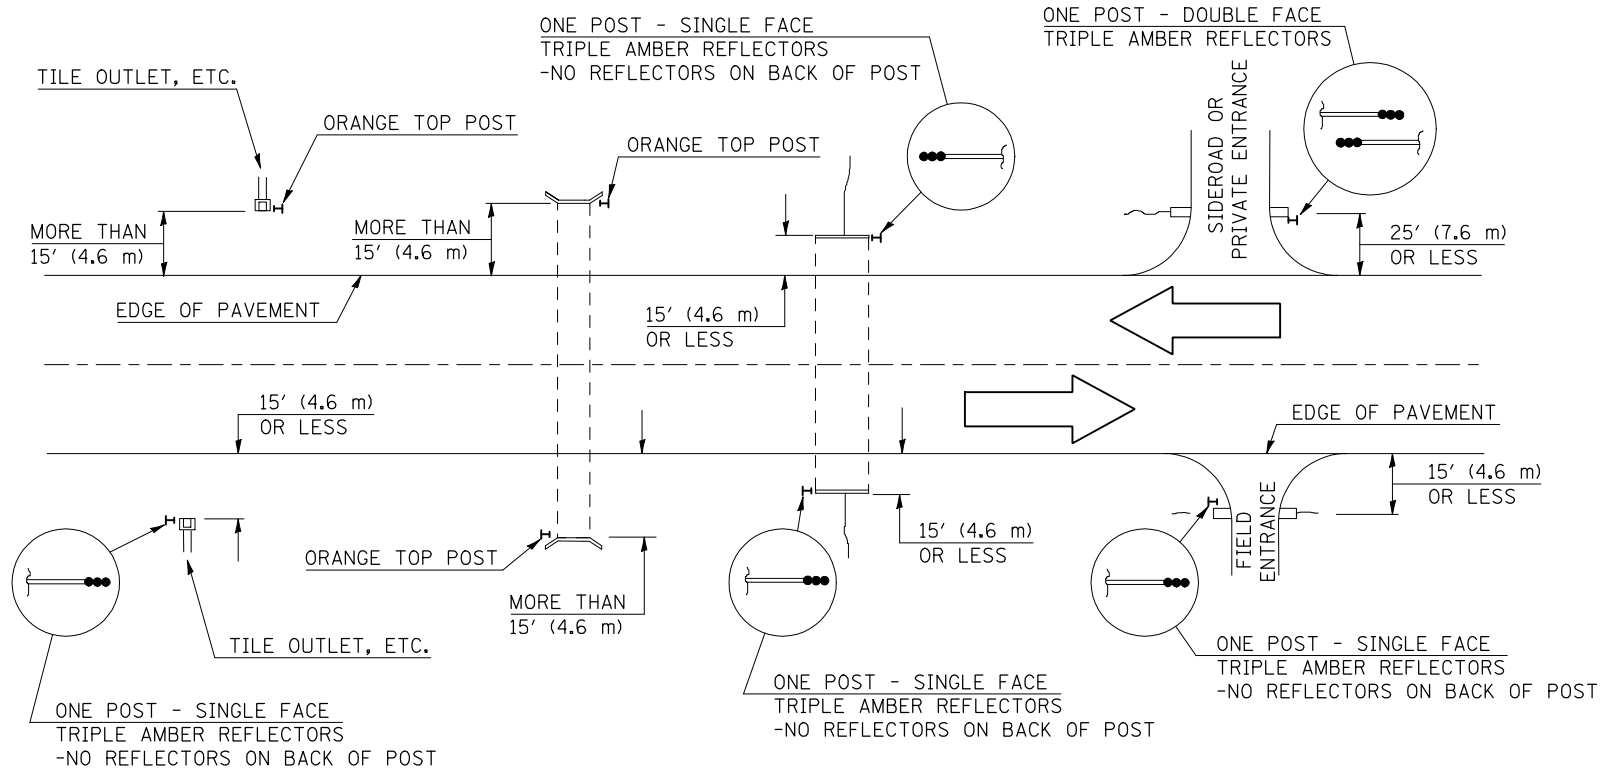 ONE POST - SINGLE FACE
TRIPLE AMBER REFLECTORS
-NO REFLECTORS ON BACK OF POST
ONE POST - DOUBLE FACE
TRIPLE AMBER REFLECTORS
TILE OUTLET, ETC.
ORANGE TOP POST
ORANGE TOP POST
SIDEROAD OR
PRIVATE ENTRANCE
MORE THAN
15' (4.6 m)
MORE THAN
15' (4.6 m)
25' (7.6 m)
OR LESS
EDGE OF PAVEMENT
15' (4.6 m)
OR LESS
15' (4.6 m)
OR LESS
EDGE OF PAVEMENT
15' (4.6 m)
OR LESS
FIELD
ENTRANCE
15' (4.6 m)
OR LESS
ORANGE TOP POST
MORE THAN
15' (4.6 m)
TILE OUTLET, ETC.
ONE POST - SINGLE FACE
TRIPLE AMBER REFLECTORS
-NO REFLECTORS ON BACK OF POST
ONE POST - SINGLE FACE
TRIPLE AMBER REFLECTORS
-NO REFLECTORS ON BACK OF POST
ONE POST - SINGLE FACE
TRIPLE AMBER REFLECTORS
-NO REFLECTORS ON BACK OF POST